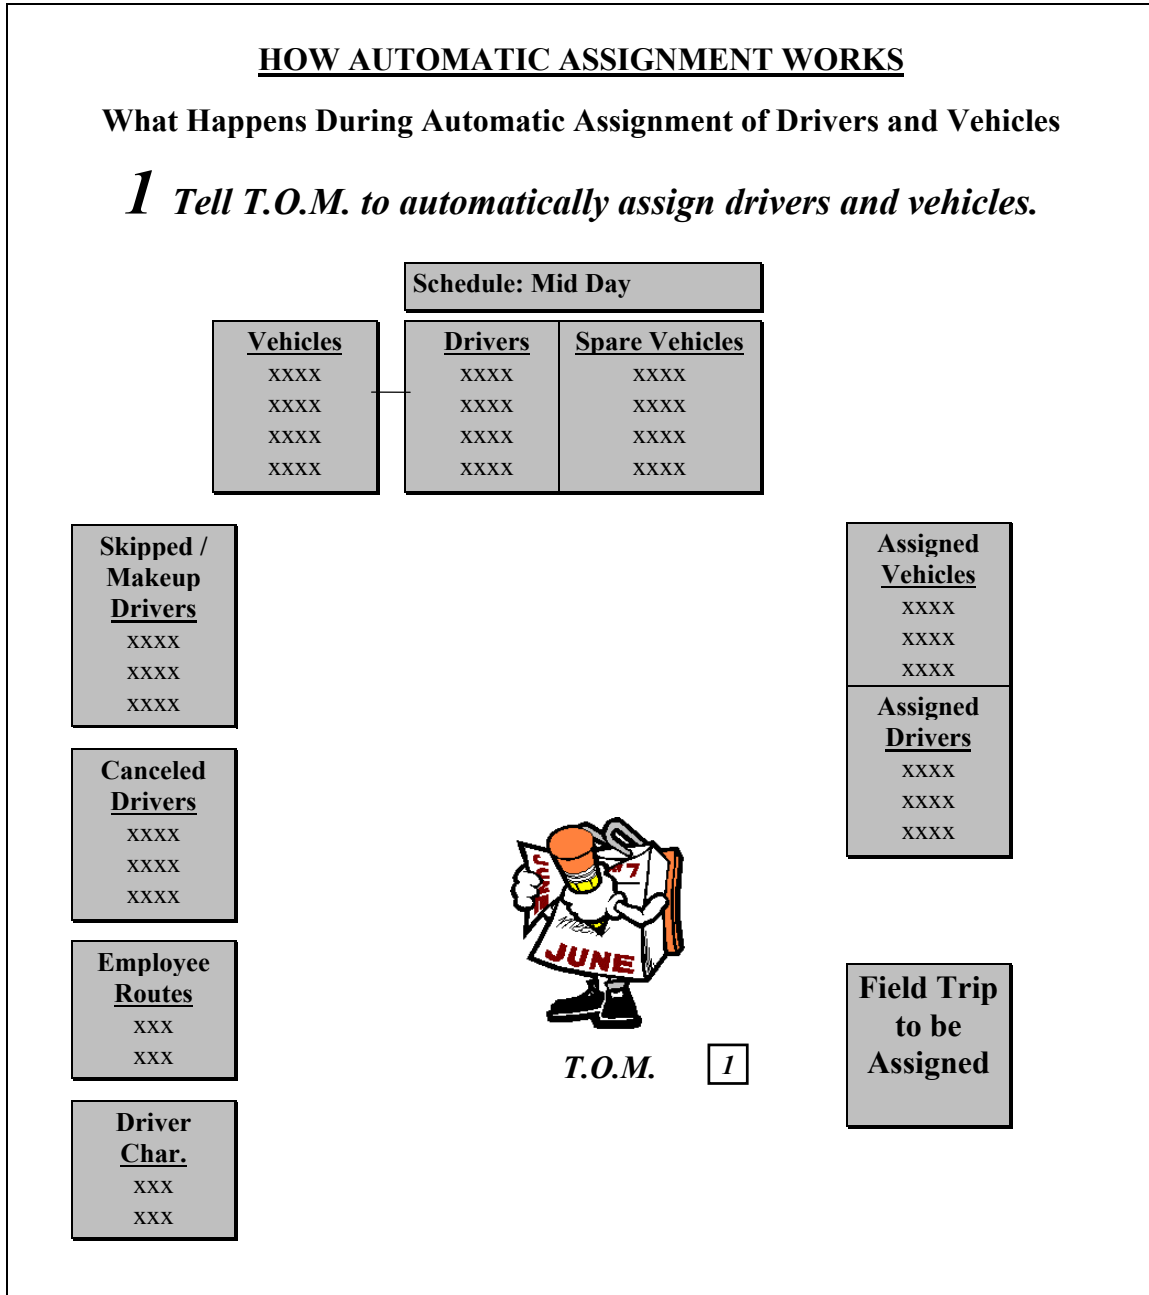 HOW AUTOMATIC ASSIGNMENT WORKS
What Happens During Automatic Assignment of Drivers and Vehicles
1 Tell T.O.M. to automatically assign drivers and vehicles.
Schedule: Mid Day
Vehicles
xxxx
xxxx
xxxx
xxxx
Drivers
xxxx
xxxx
xxxx
xxxx
Spare Vehicles
xxxx
xxxx
xxxx
xxxx
Skipped /
Makeup
Drivers
xxxx
xxxx
xxxx
Canceled
Drivers
xxxx
xxxx
xxxx
Employee
Routes
xxx
xxx
Driver
Char.
xxx
xxx
JUNE
JUNE
T.O.M.
1
Assigned
Vehicles
xxxx
xxxx
xxxx
Assigned
Drivers
xxxx
xxxx
xxxx
Field Trip
to be
Assigned